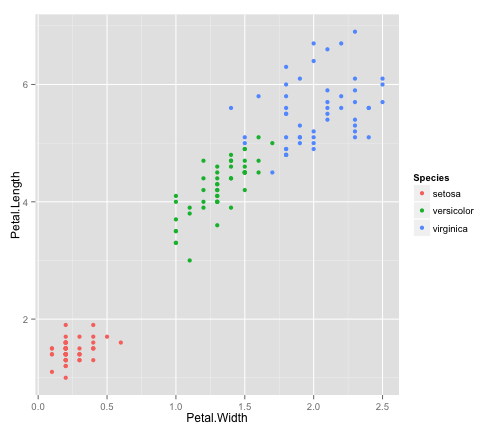 Petal.Length
6
4
2
0.0 0.5 1.0 1.5 2.0 2.5
Petal.Width
Species
setosa
versicolor
virginica